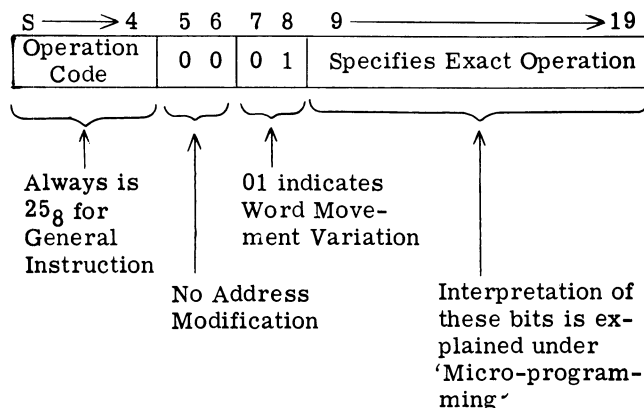 S 4 5 6 7 8 9 19
Operation Code 0 0 0 1 Specifies Exact Operation
Always is
25₈ for
General
Instruction
01 indicates
Word Move-
ment Variation
No Address
Modification
Interpretation of
these bits is ex-
plained under
'Micro-program-
ming'